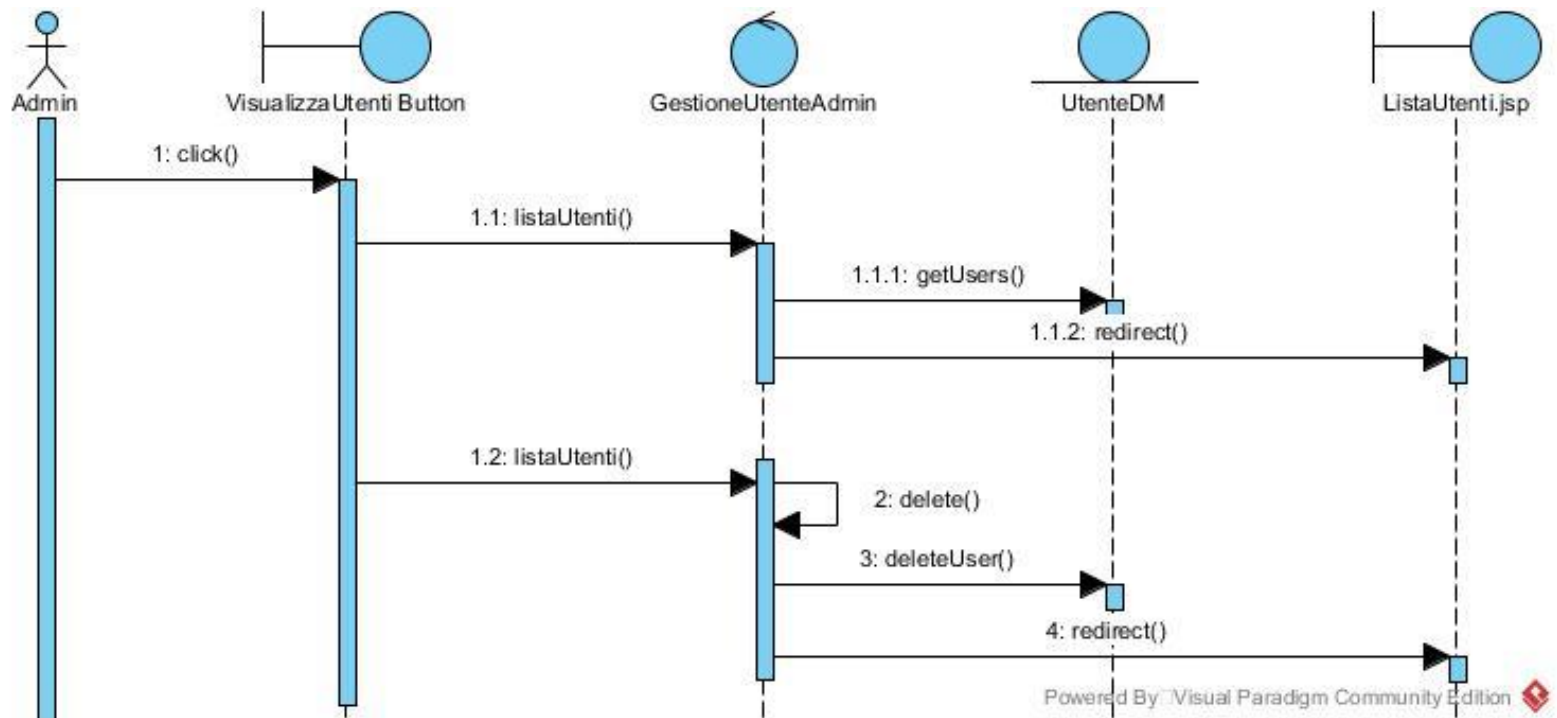 Admin
VisualizzaUtenti Button
GestioneUtenteAdmin
UtenteDM
ListaUtenti.jsp
1: click()
1.1: listaUtenti()
1.1.1: getUsers()
1.1.2: redirect()
1.2: listaUtenti()
2: delete()
3: deleteUser()
4: redirect()
Powered By Visual Paradigm Community Edition